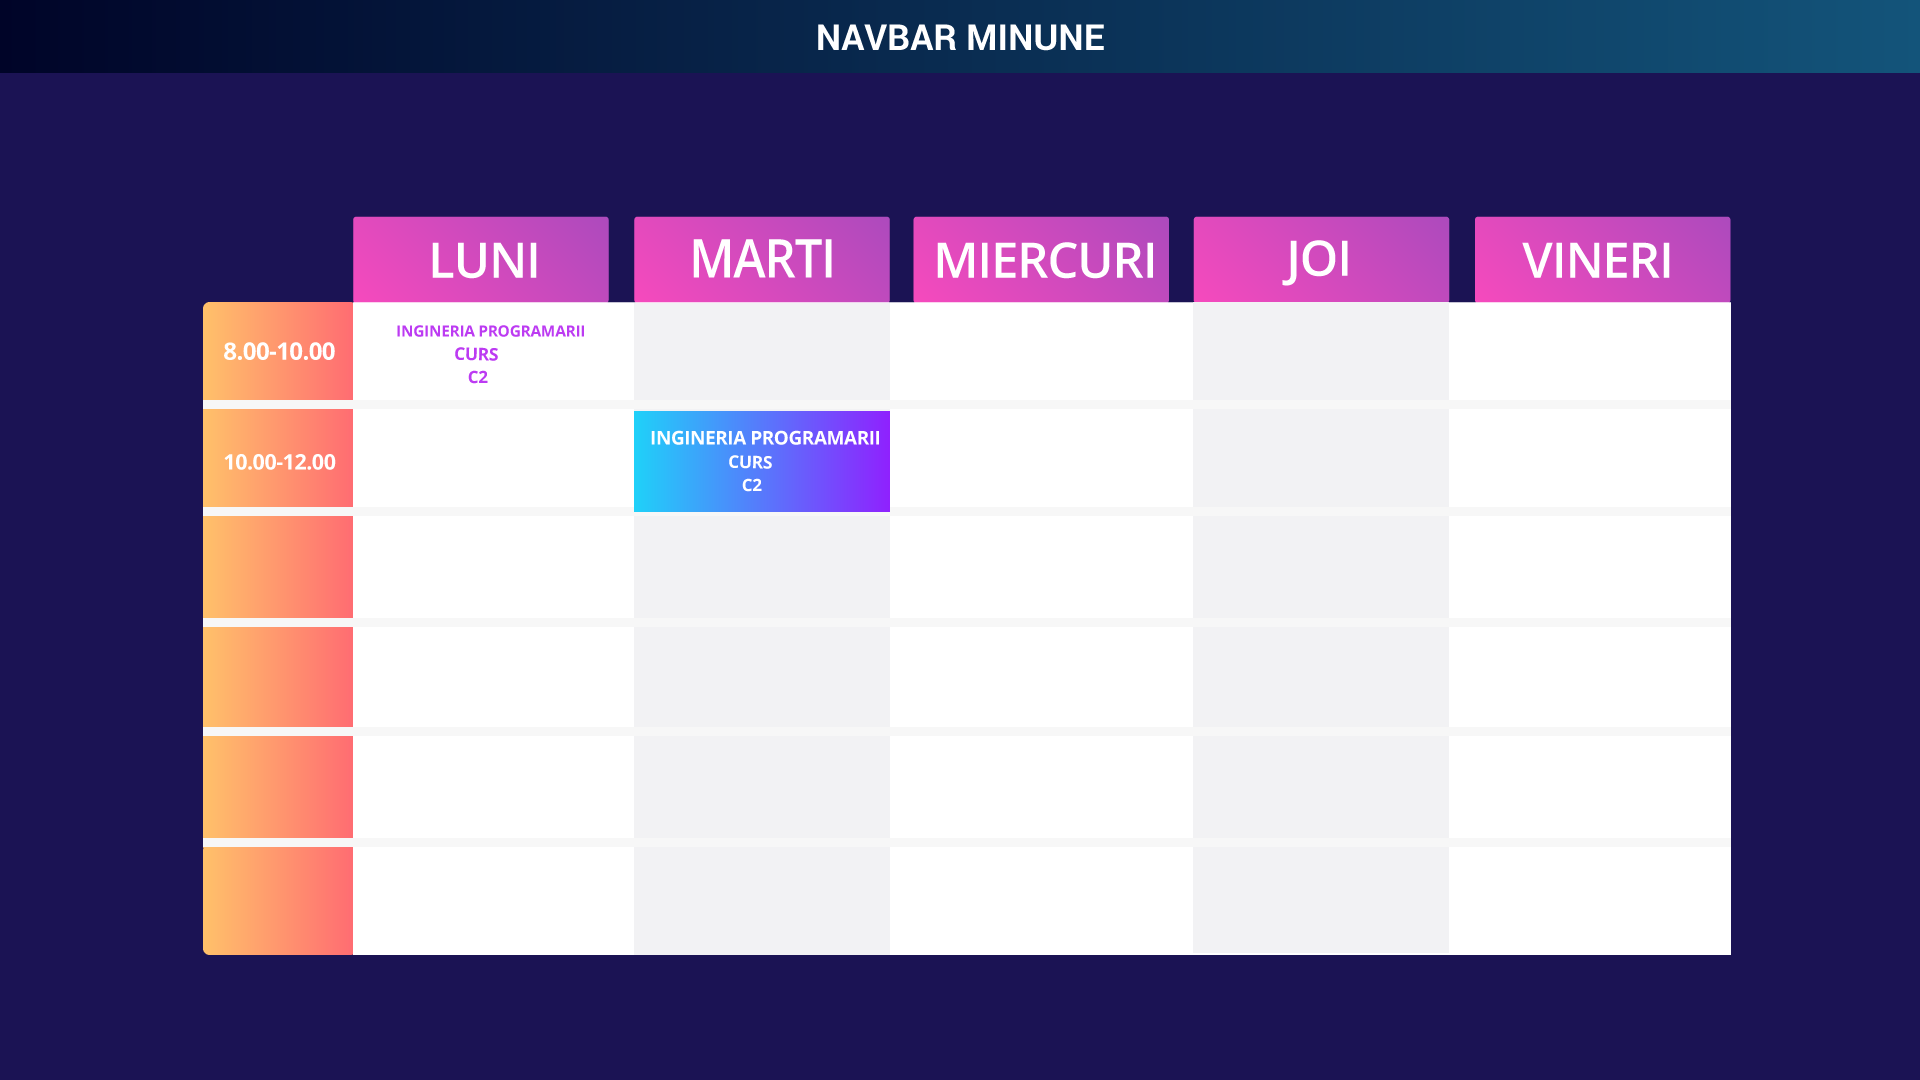 NAVBAR MINUNE
LUNI
MARTI
MIERCURI
JOI
VINERI
8.00-10.00
INGINERIA PROGRAMARII
CURS
C2
10.00-12.00
INGINERIA PROGRAMARII
CURS
C2